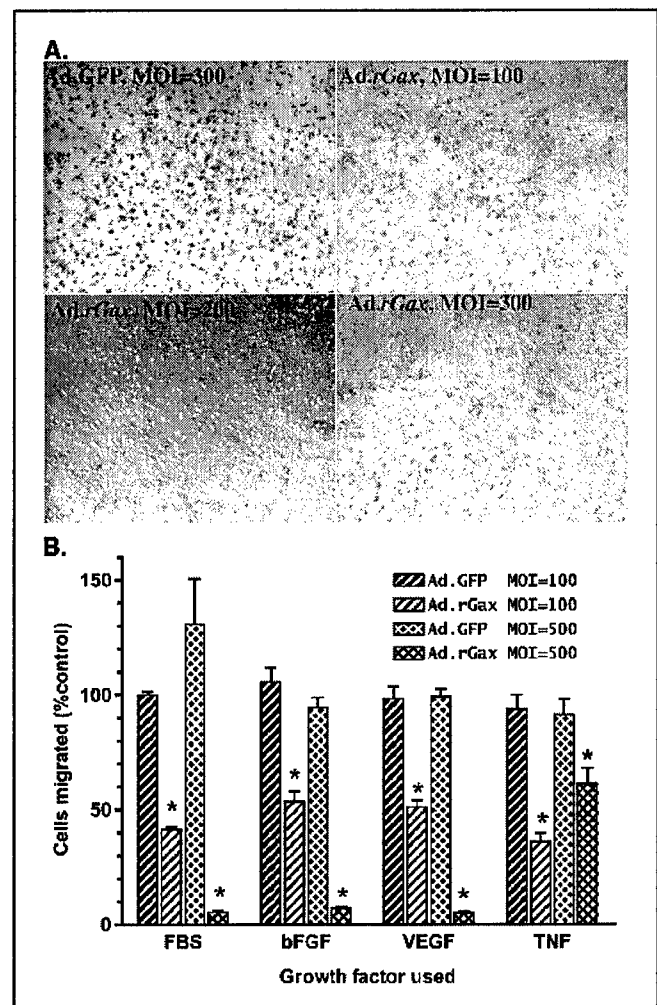 A.
Ad.GFP, MOI=300
Ad.rGax, MOI=100
Ad.rGax, MOI=200
Ad.rGax, MOI=300
B.
Cells migrated (%control)
150
100
50
0
Ad.GFP MOI=100
Ad.rGax MOI=100
Ad.GFP MOI=500
Ad.rGax MOI=500
* * * * * * * *
FBS bFGF VEGF TNF
Growth factor used